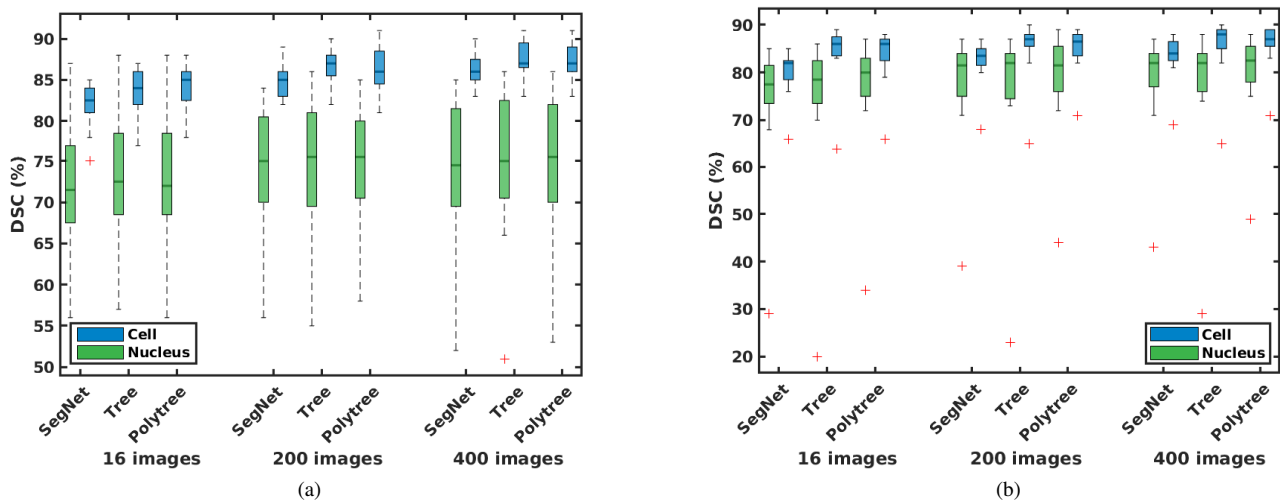 90
85
80
75
70
65
60
55
50
DSC (%)
Cell
Nucleus
SegNet
Tree
Polytree
SegNet
Tree
Polytree
SegNet
Tree
Polytree
16 images
200 images
400 images
(a)
90
80
70
60
50
40
30
20
DSC (%)
Cell
Nucleus
SegNet
Tree
Polytree
SegNet
Tree
Polytree
SegNet
Tree
Polytree
16 images
200 images
400 images
(b)